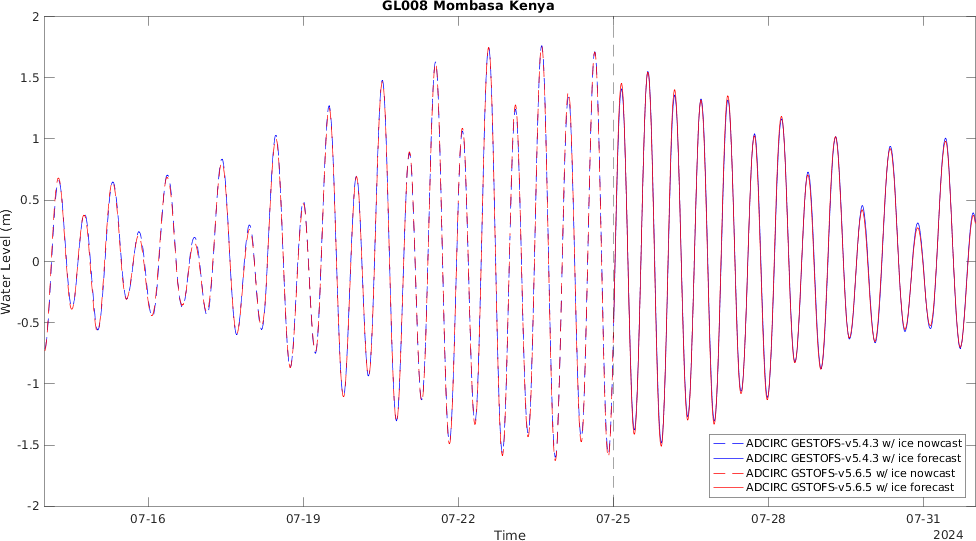 GL008 Mombasa Kenya
2
1.5
1
0.5
0
-0.5
-1
-1.5
-2
Water Level (m)
07-16
07-19
07-22
07-25
07-28
07-31
Time
2024
ADCIRC GESTOFS-v5.4.3 w/ ice nowcast
ADCIRC GESTOFS-v5.4.3 w/ ice forecast
ADCIRC GSTOFS-v5.6.5 w/ ice nowcast
ADCIRC GSTOFS-v5.6.5 w/ ice forecast